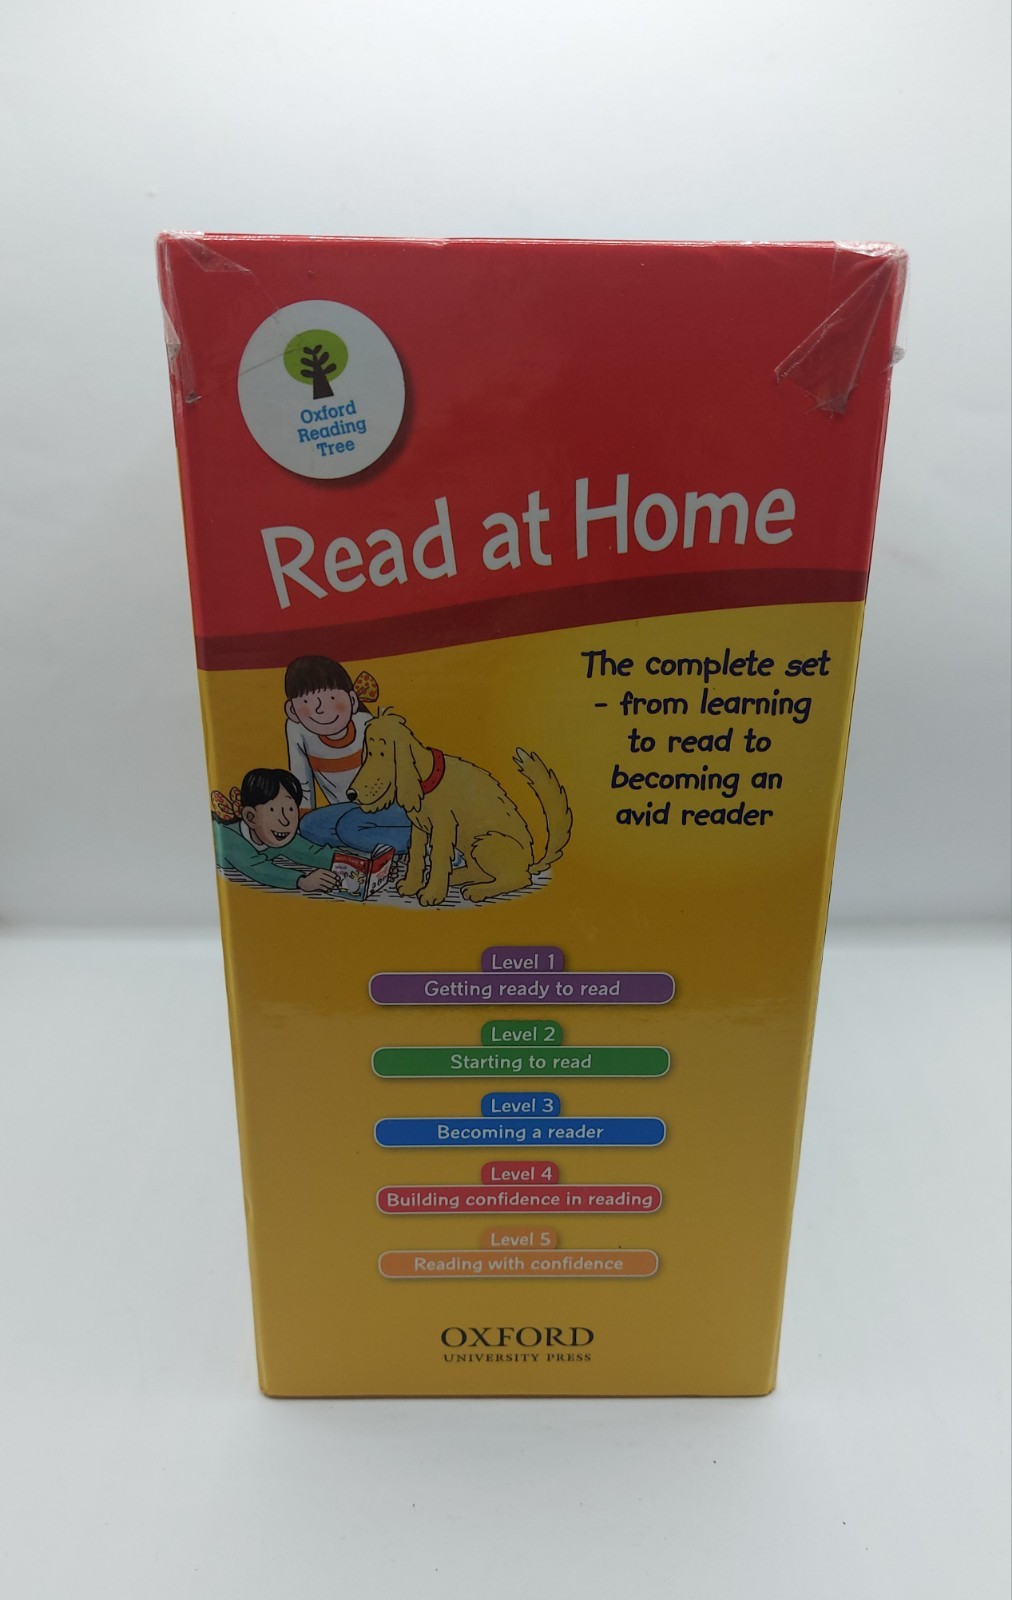 Oxford
Reading
Tree
Read at Home
The complete set
- from learning
to read to
becoming an
avid reader
Level 1
Getting ready to read
Level 2
Starting to read
Level 3
Becoming a reader
Level 4
Building confidence in reading
Level 5
Reading with confidence
OXFORD
UNIVERSITY PRESS